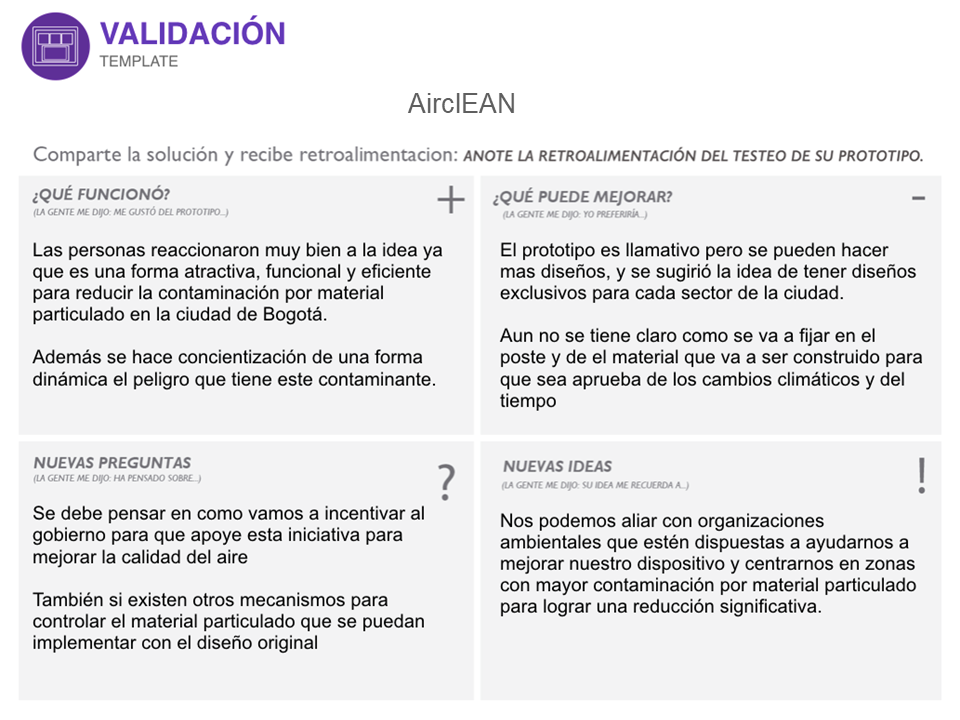 VALIDACIÓN
TEMPLATE
AirclEAN
Comparte la solución y recibe retroalimentacion: ANOTE LA RETROALIMENTACIÓN DEL TESTEO DE SU PROTOTIPO.
¿QUÉ FUNCIONÓ?
(LA GENTE ME DIJO: ME GUSTÓ DEL PROTOTIPO...)
+
Las personas reaccionaron muy bien a la idea ya
que es una forma atractiva, funcional y eficiente
para reducir la contaminación por material
particulado en la ciudad de Bogotá.
Además se hace concientización de una forma
dinámica el peligro que tiene este contaminante.
¿QUÉ PUEDE MEJORAR?
(LA GENTE ME DIJO: YO PREFERIRÍA...)
-
El prototipo es llamativo pero se pueden hacer
mas diseños, y se sugirió la idea de tener diseños
exclusivos para cada sector de la ciudad.
Aun no se tiene claro como se va a fijar en el
poste y de el material que va a ser construido para
que sea aprueba de los cambios climáticos y del
tiempo
NUEVAS PREGUNTAS
(LA GENTE ME DIJO: HA PENSADO SOBRE...)
?
Se debe pensar en como vamos a incentivar al
gobierno para que apoye esta iniciativa para
mejorar la calidad del aire
También si existen otros mecanismos para
controlar el material particulado que se puedan
implementar con el diseño original
NUEVAS IDEAS
(LA GENTE ME DIJO: SU IDEA ME RECUERDA A...)
!
Nos podemos aliar con organizaciones
ambientales que estén dispuestas a ayudarnos a
mejorar nuestro dispositivo y centrarnos en zonas
con mayor contaminación por material particulado
para lograr una reducción significativa.